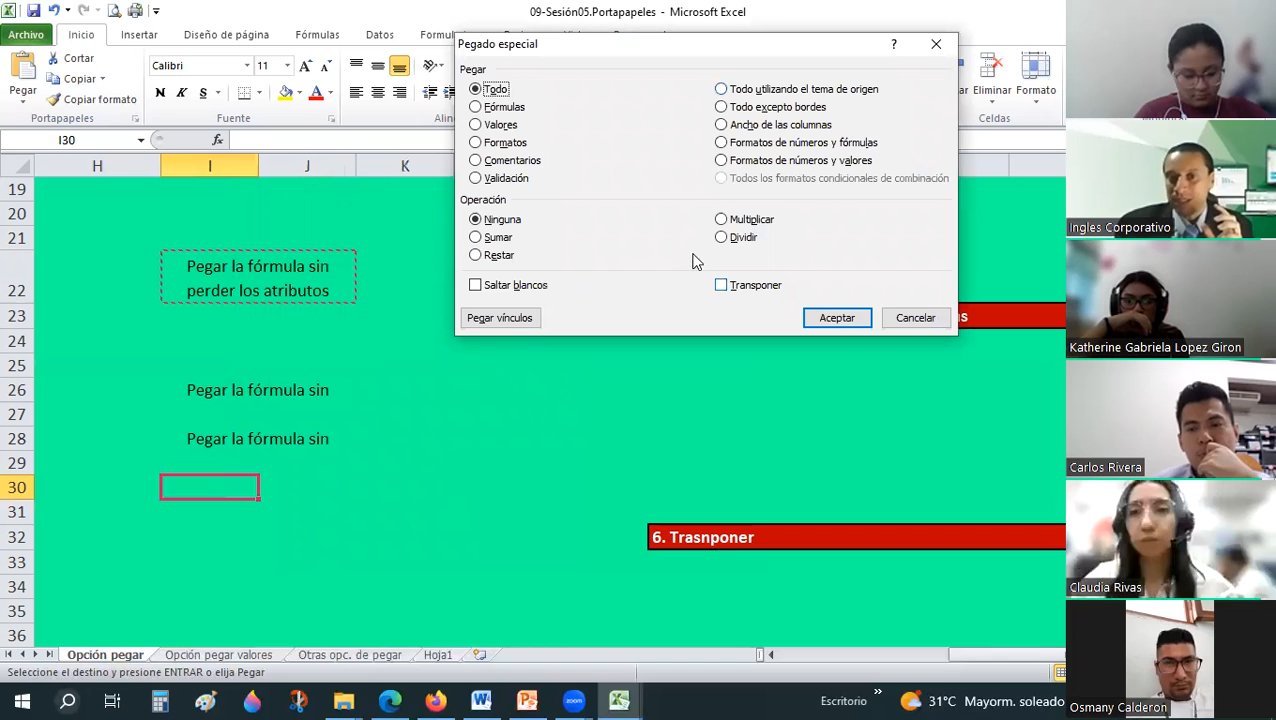 09-Sesión05.Portapapeles - Microsoft Excel
Archivo Inicio Insertar Diseño de página Fórmulas Datos
Pegar
Cortar
Copiar
Copiar formato
Portapapeles
Calibri 11
N K S
Fuente
Insertar Eliminar
I30 fx
H I J K
19
20
21
22
23
24
25
26
27
28
29
30
31
32
33
34
35
36
Pegar la fórmula sin
perder los atributos
Pegar la fórmula sin
Pegar la fórmula sin
6. Trasnponer
Pegado especial
?
Pegar
Todo
Fórmulas
Valores
Formatos
Comentarios
Validación
Todo utilizando el tema de origen
Todo excepto bordes
Ancho de las columnas
Formatos de números y fórmulas
Formatos de números y valores
Todos los formatos condicionales de combinación
Operación
Ninguna
Sumar
Restar
Multiplicar
Dividir
Saltar blancos
Transponer
Pegar vínculos Aceptar Cancelar
Opción pegar Opción pegar valores Otras opc. de pegar Hoja1
Seleccione el destino y presione ENTRAR o elija Pegar
Escritorio » 31°C Mayorm. soleado
Ingles Corporativo
Katherine Gabriela Lopez Giron
Carlos Rivera
Claudia Rivas
Osmany Calderon